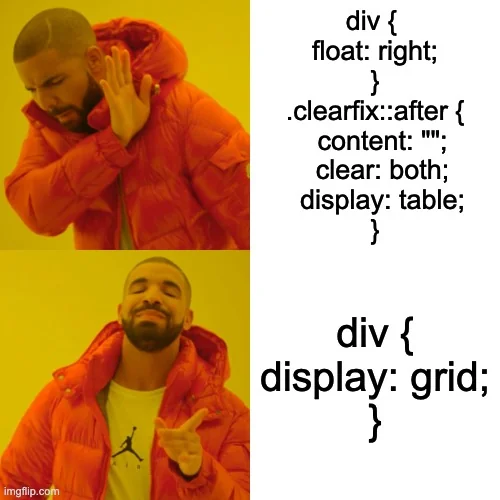 div {
float: right;
}
.clearfix::after {
content: "";
clear: both;
display: table;
}
div {
display: grid;
}
imgflip.com